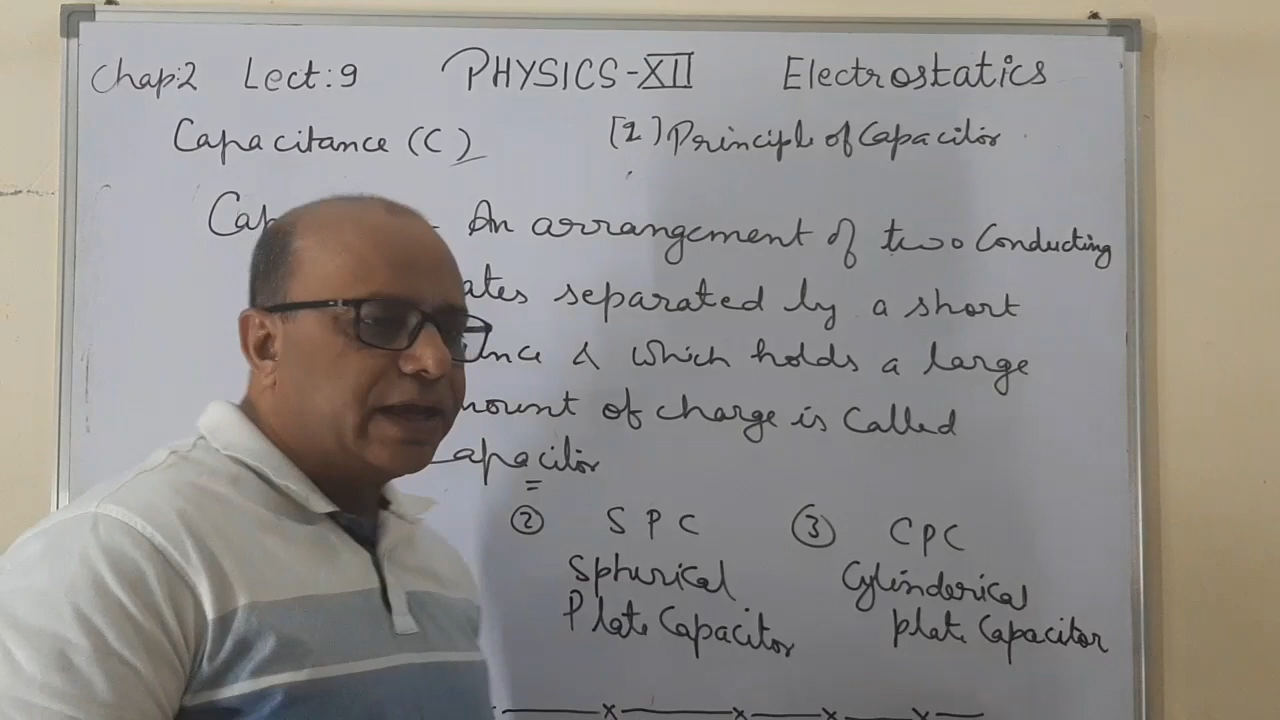 Chap:2 Lect:9 PHYSICS-XII Electrostatics
Capacitance (C) [2] Principle of Capacitor
Cap - An arrangement of two Conducting
ates separated by a short
ance & which holds a large
mount of charge is Called
apacitor
② SPC ③ CPC
Spherical Cylinderical
Plate Capacitor plate Capacitor